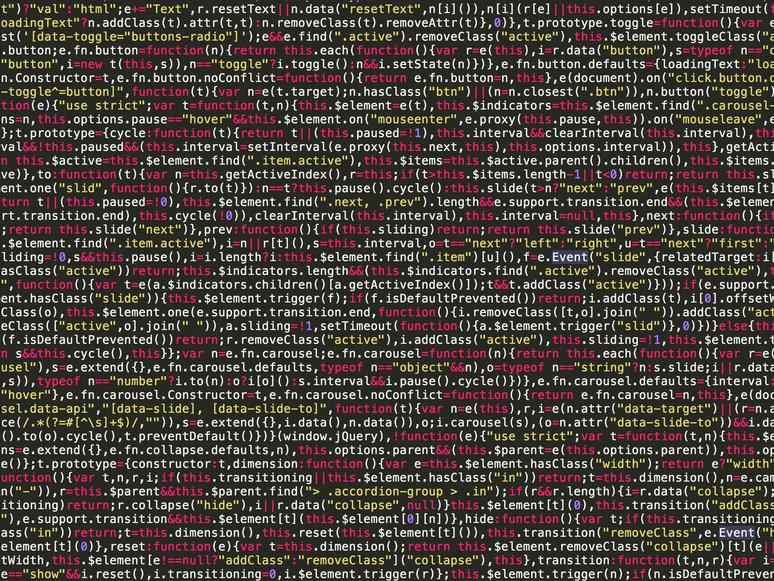 t")?"val":"html";e+="Text",r.resetText||n.data("resetText",n[i]()),n[i](r[e]||this.options[e]),setTimeout(f
loadingText"?n.addClass(t).attr(t,t):n.removeClass(t).removeAttr(t)},0)},t.prototype.toggle=function(){var
st('[data-toggle="buttons-radio"]');e&&e.find(".active").removeClass("active"),this.$element.toggleClass("a
.button;e.fn.button=function(n){return this.each(function(){var r=e(this),i=r.data("button"),s=typeof n=="
"button",i=new t(this,s)),n=="toggle"?i.toggle():n&&i.setState(n)})},e.fn.button.defaults={loadingText:"loa
n.Constructor=t,e.fn.button.noConflict=function(){return e.fn.button=n,this},e(document).on("click.button.
-toggle^=button]",function(t){var n=e(t.target);n.hasClass("btn")||(n=n.closest(".btn")),n.button("toggle")
tion(e){"use strict";var t=function(t,n){this.$element=e(t),this.$indicators=this.$element.find(".carousel-
ns=n,this.options.pause=="hover"&&this.$element.on("mouseenter",e.proxy(this.pause,this)).on("mouseleave",e
)};t.prototype={cycle:function(t){return t||(this.paused=!1),this.interval&&clearInterval(this.interval),th
val&&!this.paused&&(this.interval=setInterval(e.proxy(this.next,this),this.options.interval)),this},getActi
n this.$active=this.$element.find(".item.active"),this.$items=this.$active.parent().children(),this.$items
ve)},to:function(t){var n=this.getActiveIndex(),r=this;if(t>this.$items.length-1||t<0)return;return this.sl
ent.one("slid",function(){r.to(t)}):n==t?this.pause().cycle():this.slide(t>n?"next":"prev",e(this.$items[t]
turn t||(this.paused=!0),this.$element.find(".next, .prev").length&&e.support.transition.end&&(this.$elemen
rt.transition.end),this.cycle(!0)),clearInterval(this.interval),this.interval=null,this},next:function(){if
;return this.slide("next")},prev:function(){if(this.sliding)return;return this.slide("prev")},slide:functio
.$element.find(".item.active"),i=n||r[t](),s=this.interval,o=t=="next"?"left":"right",u=t=="next"?"first":
liding=!0,s&&this.pause(),i=i.length?i:this.$element.find(".item")[u](),f=e.Event("slide",{relatedTarget:i[
asClass("active"))return;this.$indicators.length&&(this.$indicators.find(".active").removeClass("active"),t
",function(){var t=e(a.$indicators.children()[a.getActiveIndex()]);t&&t.addClass("active")}));if(e.support
ent.hasClass("slide")){this.$element.trigger(f);if(f.isDefaultPrevented())return;i.addClass(t),i[0].offsetW
Class(o),this.$element.one(e.support.transition.end,function(){i.removeClass([t,o].join(" ")).addClass("act
eClass(["active",o].join(" ")),a.sliding=!1,setTimeout(function(){a.$element.trigger("slid")},0)})}else{thi
(f.isDefaultPrevented())return;r.removeClass("active"),i.addClass("active"),this.sliding=!1,this.$element.t
n s&&this.cycle(),this}};var n=e.fn.carousel;e.fn.carousel=function(n){return this.each(function(){var r=e(
usel"),s=e.extend({},e.fn.carousel.defaults,typeof n=="object"&&n),o=typeof n=="string"?n:s.slide;i||r.data
,s)),typeof n=="number"?i.to(n):o?i[o]():s.interval&&i.pause().cycle()})},e.fn.carousel.defaults={interval:
"hover"},e.fn.carousel.Constructor=t,e.fn.carousel.noConflict=function(){return e.fn.carousel=n,this},e(doc
sel.data-api","[data-slide], [data-slide-to]",function(t){var n=e(this),r,i=e(n.attr("data-target")||(r=n.a
ce(/.*(?=#[^\s]+$)/,"")),s=e.extend({},i.data(),n.data()),o;i.carousel(s),(o=n.attr("data-slide-to"))&&i.da
().to(o).cycle(),t.preventDefault()})}(window.jQuery),!function(e){"use strict";var t=function(t,n){this.$e
ns=e.extend({},e.fn.collapse.defaults,n),this.options.parent&&(this.$parent=e(this.options.parent)),this.op
e()};t.prototype={constructor:t,dimension:function(){var e=this.$element.hasClass("width");return e?"width"
unction(){var t,n,r,i;if(this.transitioning||this.$element.hasClass("in"))return;t=this.dimension(),n=e.cam
n("-")),r=this.$parent&&this.$parent.find("> .accordion-group > .in");if(r&&r.length){i=r.data("collapse");
itioning)return;r.collapse("hide"),i||r.data("collapse",null)}this.$element[t](0),this.transition("addClass
"),e.support.transition&&this.$element[t](this.$element[0][n])},hide:function(){var t;if(this.transitioning
ass("in"))return;t=this.dimension(),this.reset(this.$element[t]()),this.transition("removeClass",e.Event("h
element[t](0)},reset:function(e){var t=this.dimension();return this.$element.removeClass("collapse")[t](e||
tWidth,this.$element[e!==null?"addClass":"removeClass"]("collapse"),this},transition:function(t,n,r){var i
e=="show"&&i.reset(),i.transitioning=0,i.$element.trigger(r)};this.$element.trigger(n);if(n.isDefaultPreve